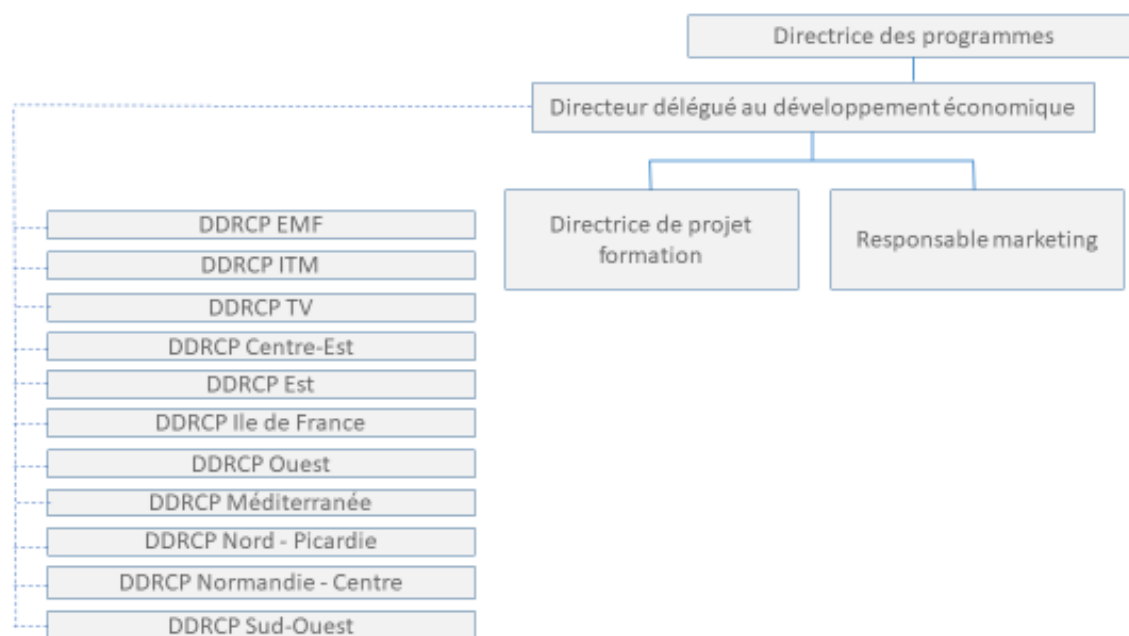 Directrice des programmes
Directeur délégué au développement économique
Directrice de projet
formation
Responsable marketing
DDRCP EMF
DDRCP ITM
DDRCP TV
DDRCP Centre-Est
DDRCP Est
DDRCP Ile de France
DDRCP Ouest
DDRCP Méditerranée
DDRCP Nord - Picardie
DDRCP Normandie - Centre
DDRCP Sud-Ouest